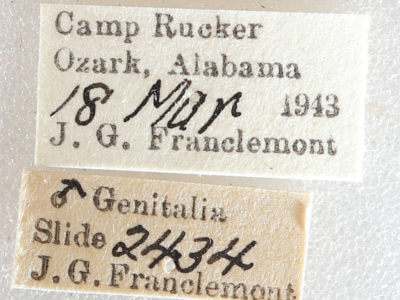 Camp Rucker
Ozark, Alabama
18 Mar 1943
J. G. Franclemont
♂ Genitalia
Slide 2434
J. G. Franclemont